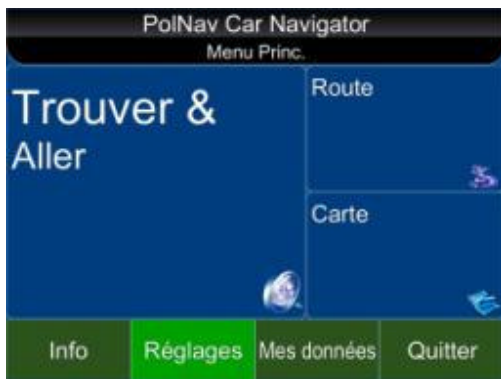 PolNav Car Navigator
Menu Princ.
Trouver &
Aller
Route
Carte
Info
Réglages
Mes données
Quitter